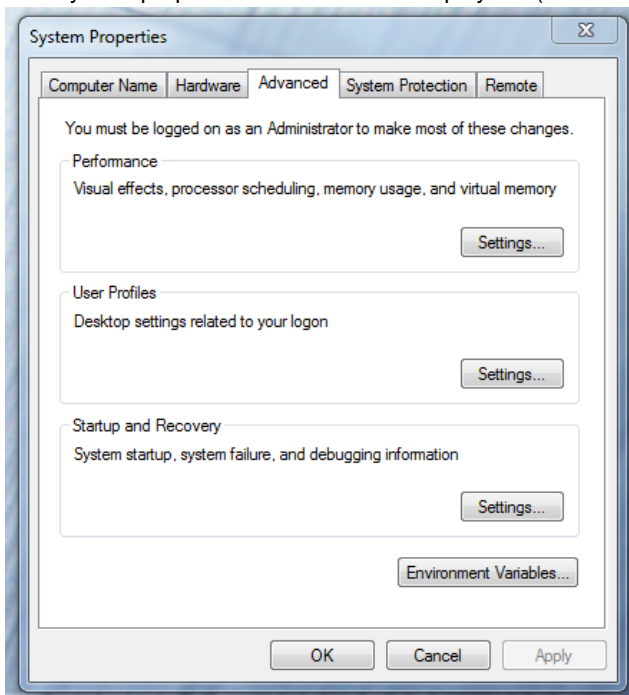 System Properties
Computer Name Hardware Advanced System Protection Remote
You must be logged on as an Administrator to make most of these changes.
Performance
Visual effects, processor scheduling, memory usage, and virtual memory
Settings...
User Profiles
Desktop settings related to your logon
Settings...
Startup and Recovery
System startup, system failure, and debugging information
Settings...
Environment Variables...
OK Cancel Apply